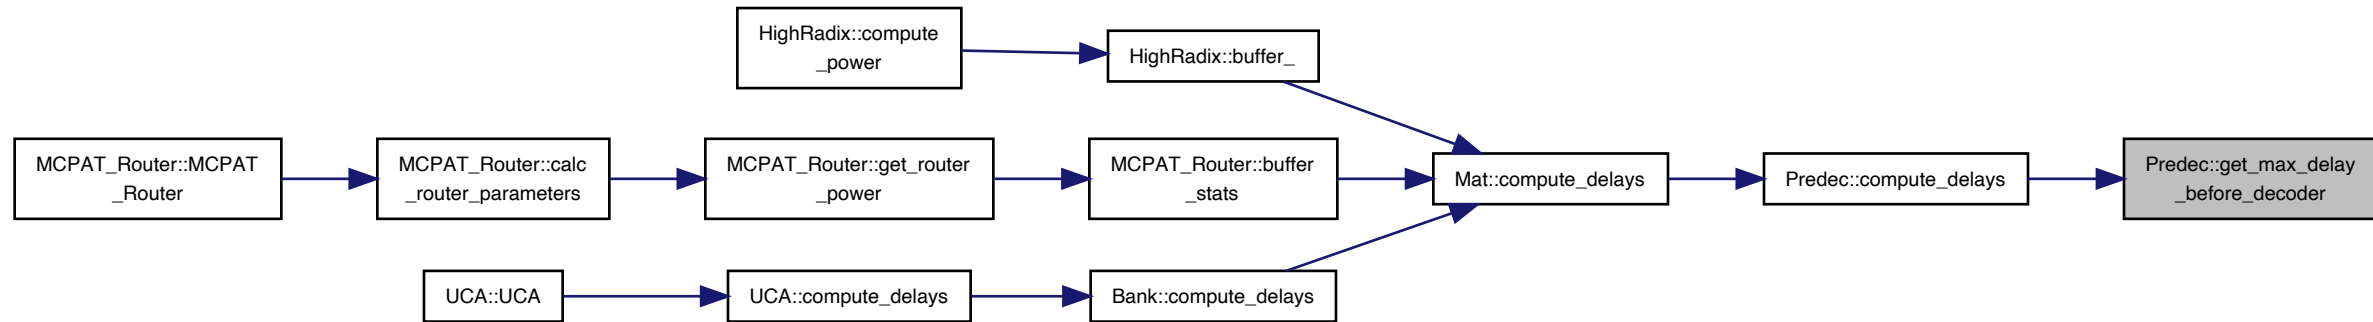 HighRadix::compute
_power
HighRadix::buffer_
MCPAT_Router::MCPAT
_Router
MCPAT_Router::calc
_router_parameters
MCPAT_Router::get_router
_power
MCPAT_Router::buffer
_stats
Mat::compute_delays
Predec::compute_delays
Predec::get_max_delay
_before_decoder
UCA::UCA
UCA::compute_delays
Bank::compute_delays